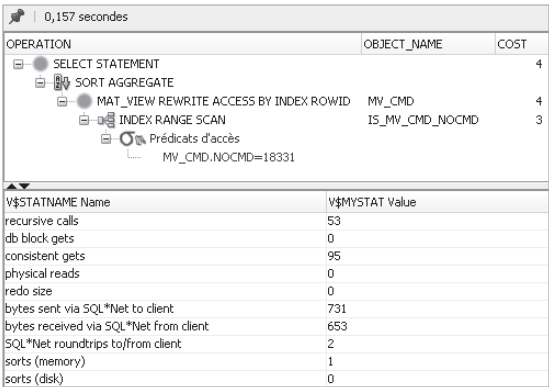 0,157 secondes
OPERATION OBJECT_NAME COST
SELECT STATEMENT 4
SORT AGGREGATE
MAT_VIEW REWRITE ACCESS BY INDEX ROWID MV_CMD 4
INDEX RANGE SCAN IS_MV_CMD_NOCMD 3
Prédicats d'accès
MV_CMD.NOCMD=18331
V$STATNAME Name V$MYSTAT Value
recursive calls 53
db block gets 0
consistent gets 95
physical reads 0
redo size 0
bytes sent via SQL*Net to client 731
bytes received via SQL*Net from client 653
SQL*Net roundtrips to/from client 2
sorts (memory) 1
sorts (disk) 0